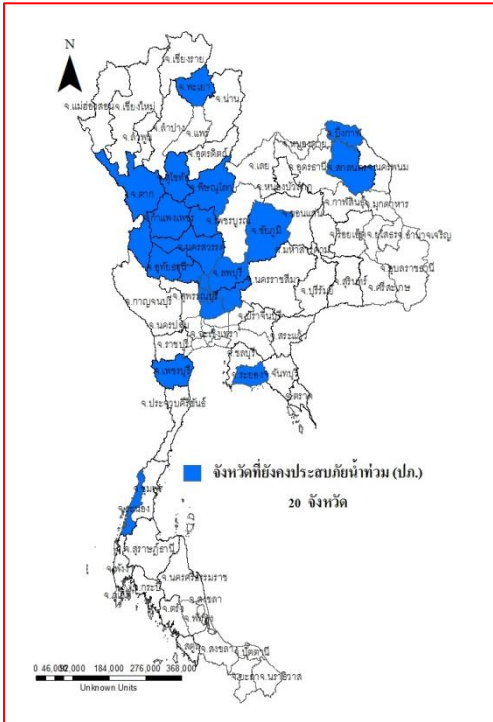 N
จ.เชียงราย
จ.พะเยา
จ.น่าน
จ.แม่ฮ่องสอน
จ.เชียงใหม่
จ.ลำปาง
จ.แพร่
จ.ลำพูน
จ.อุตรดิตถ์
จ.บึงกาฬ
จ.หนองคาย
จ.เลย
จ.อุดรธานี
จ.สกลนคร
จ.นครพนม
จ.ตาก
จ.สุโขทัย
จ.พิษณุโลก
จ.กำแพงเพชร
จ.เพชรบูรณ์
จ.ขอนแก่น
จ.กาฬสินธุ์
จ.มุกดาหาร
จ.ชัยภูมิ
จ.ร้อยเอ็ด
จ.ยโสธร
จ.อำนาจเจริญ
จ.นครสวรรค์
จ.มหาสารคาม
จ.อุทัยธานี
จ.ลพบุรี
จ.นครราชสีมา
จ.บุรีรัมย์
จ.สุรินทร์
จ.ศรีสะเกษ
จ.อุบลราชธานี
จ.กาญจนบุรี
จ.สุพรรณบุรี
จ.ปราจีนบุรี
จ.นครปฐม
จ.ฉะเชิงเทรา
จ.สระแก้ว
จ.ราชบุรี
จ.ชลบุรี
จ.เพชรบุรี
จ.ระยอง
จ.จันทบุรี
จ.ตราด
จ.ประจวบคีรีขันธ์
จังหวัดที่ยังคงประสบภัยน้ำท่วม (ปภ.)
20 จังหวัด
จ.ชุมพร
จ.ระนอง
จ.สุราษฎร์ธานี
จ.พังงา
จ.นครศรีธรรมราช
จ.กระบี่
จ.ตรัง
จ.สงขลา
จ.สงขลา
จ.ปัตตานี
จ.ยะลา
จ.นราธิวาส
0 46,000 92,000 184,000 276,000 368,000
Unknown Units